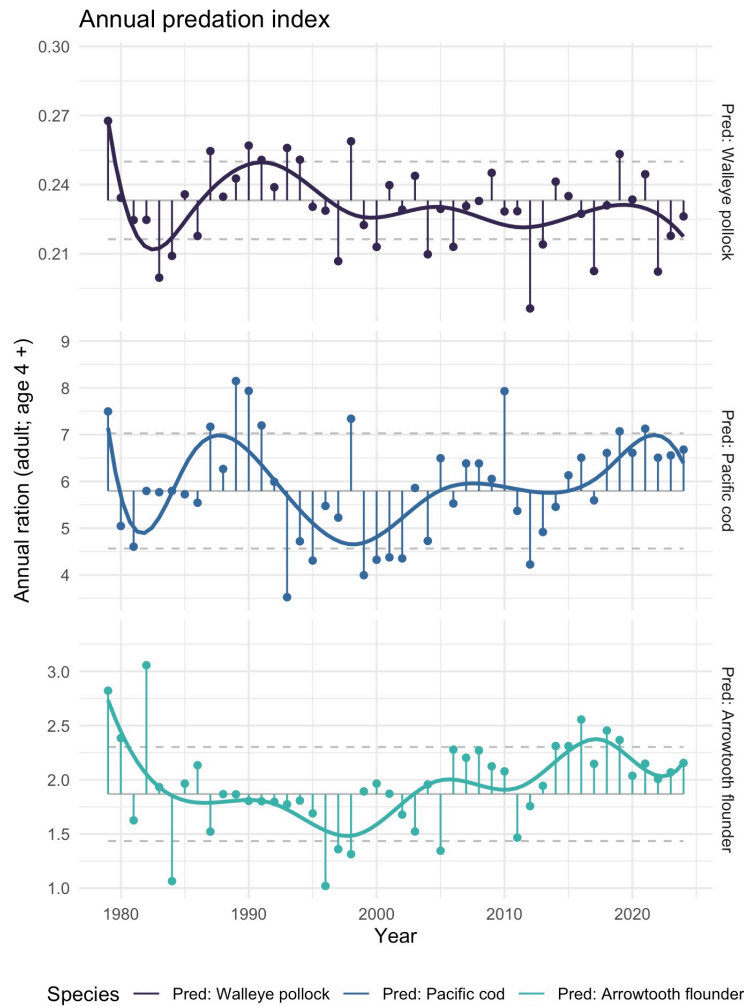 Annual predation index
Annual ration (adult; age 4 +)
0.30
0.27
0.24
0.21
Pred: Walleye pollock
9
8
7
6
5
4
Pred: Pacific cod
3.0
2.5
2.0
1.5
1.0
Pred: Arrowtooth flounder
1980 1990 2000 2010 2020
Year
Species Pred: Walleye pollock Pred: Pacific cod Pred: Arrowtooth flounder